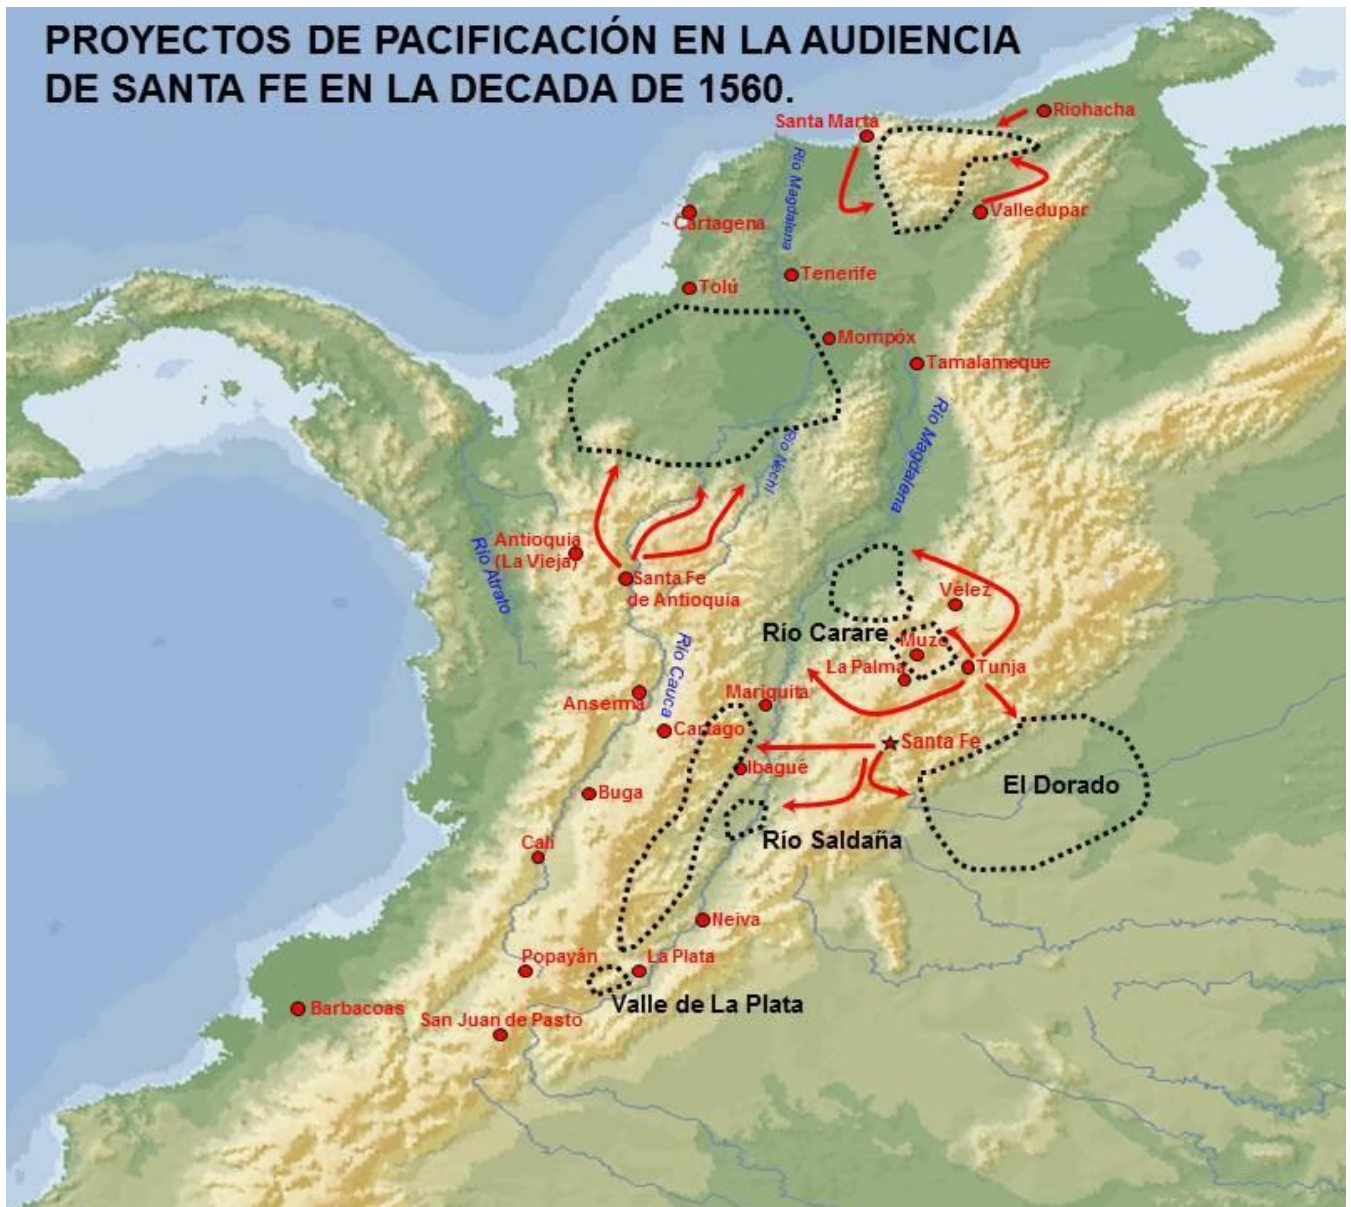 PROYECTOS DE PACIFICACIÓN EN LA AUDIENCIA
DE SANTA FE EN LA DECADA DE 1560.
Riohacha
Santa Marta
Río Magdalena
Valledupar
Cartagena
Tenerife
Tolú
Mompóx
Tamalameque
Río Magdalena
Río Nechí
Antioquia
(La Vieja)
Río Atrato
Santa Fe
de Antioquia
Vélez
Río Carare
Muzo
La Palma
Tunja
Río Cauca
Anserma
Mariquita
Cartago
Santa Fe
Ibagué
El Dorado
Buga
Río Saldaña
Cali
Neiva
Popayán
La Plata
Valle de La Plata
Barbacoas
San Juan de Pasto